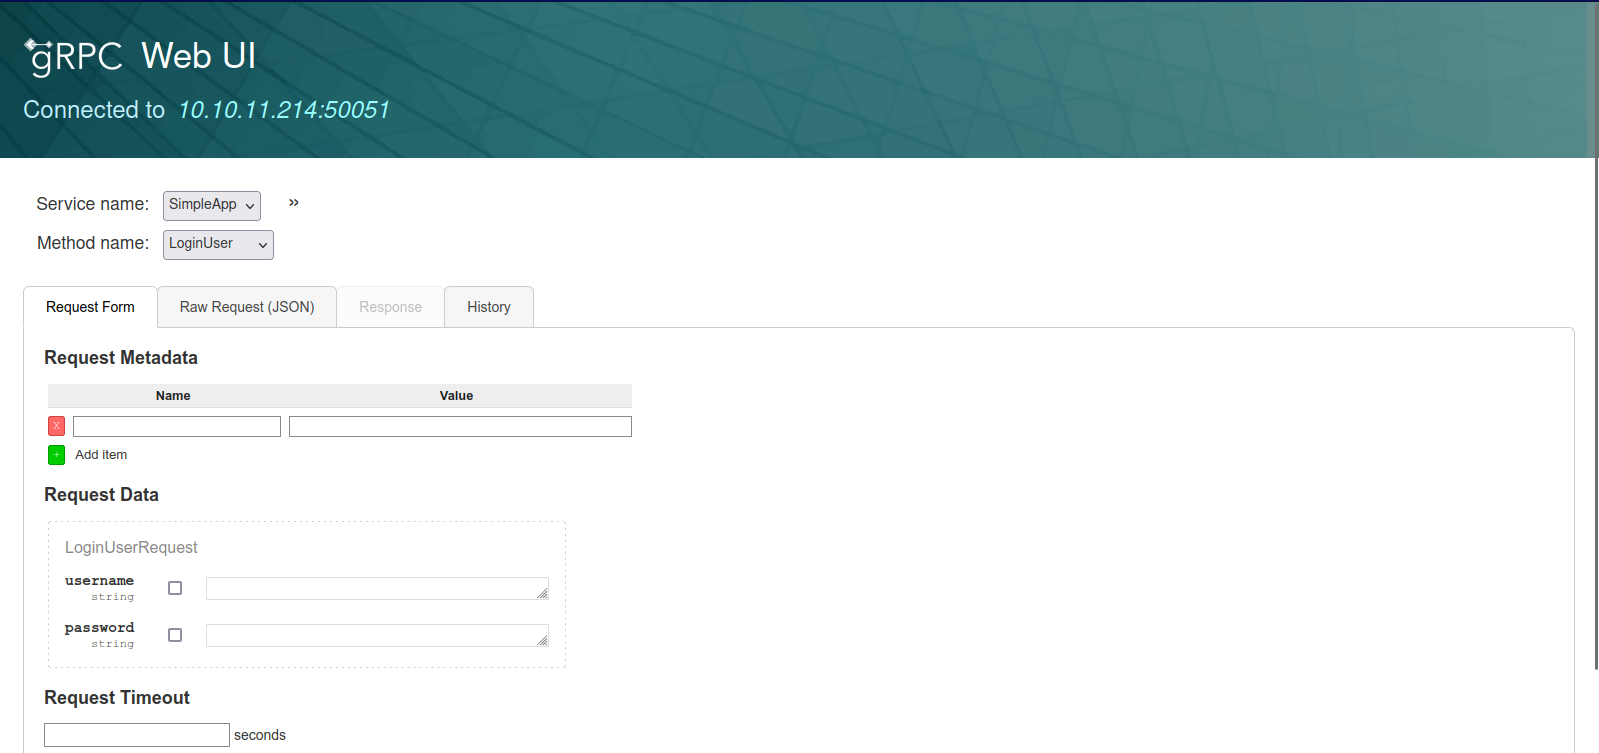 gRPC Web UI
Connected to 10.10.11.214:50051
Service name: SimpleApp »
Method name: LoginUser
Request Form Raw Request (JSON) Response History
Request Metadata
Name Value
X
+ Add item
Request Data
LoginUserRequest
username
string
password
string
Request Timeout
seconds